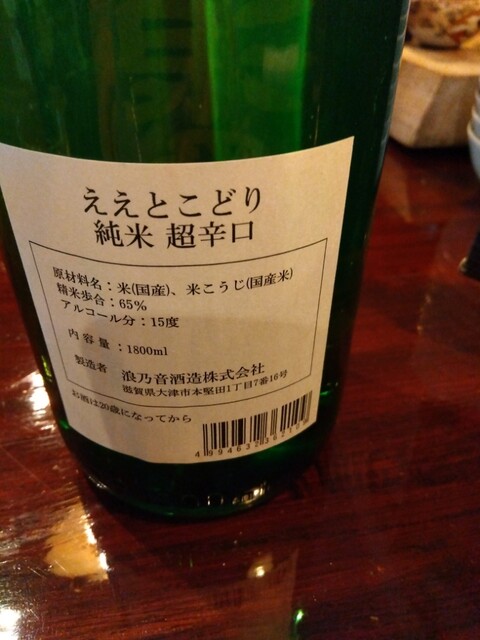 ええとこどり
純米 超辛口
原材料名：米(国産)、米こうじ(国産米)
精米歩合：65%
アルコール分：15度
内容量：1800ml
製造者 浪乃音酒造株式会社
滋賀県大津市本堅田1丁目7番16号
お酒は20歳になってから